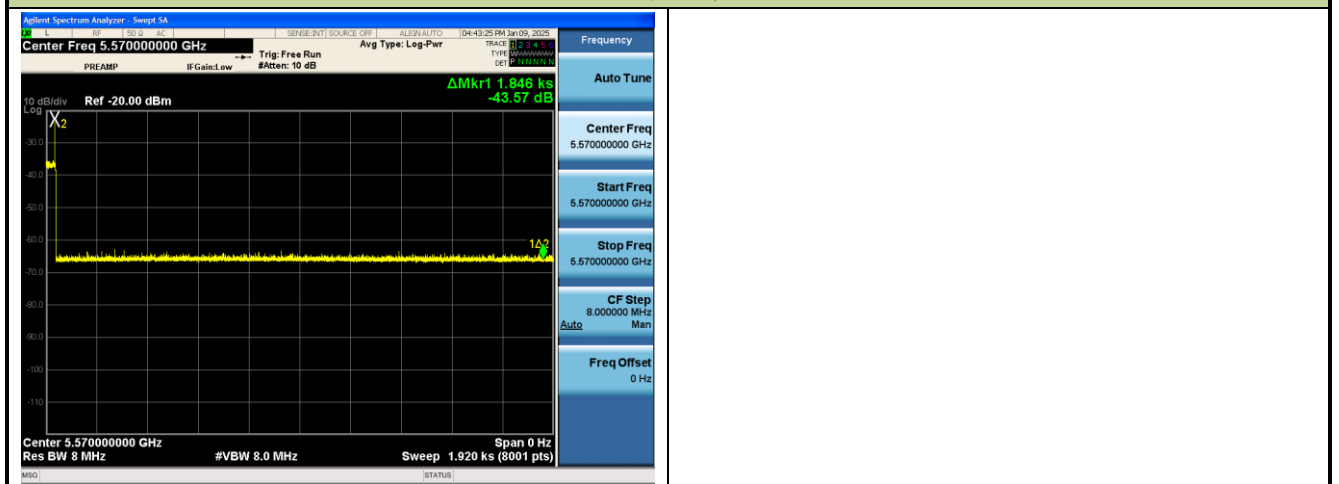 Agilent Spectrum Analyzer - Swept SA
L RF 50 Ω AC SENSE:INT SOURCE OFF ALIGN AUTO 04:43:25 PM Jan 09, 2025
Center Freq 5.570000000 GHz
Avg Type: Log-Pwr
TRACE 1 2 3 4 5 6
Trig: Free Run
TYPE WWWWWW
PREAMP IFGain:Low #Atten: 10 dB
DET P N N N N N
ΔMkr1 1.846 ks
-43.57 dB
10 dB/div Ref -20.00 dBm
Log
X2
-30.0
-40.0
-50.0
-60.0
1Δ2
-70.0
-80.0
-90.0
-100
-110
Center 5.570000000 GHz Span 0 Hz
Res BW 8 MHz #VBW 8.0 MHz Sweep 1.920 ks (8001 pts)
MSG STATUS
Frequency
Auto Tune
Center Freq
5.570000000 GHz
Start Freq
5.570000000 GHz
Stop Freq
5.570000000 GHz
CF Step
8.000000 MHz
Auto Man
Freq Offset
0 Hz